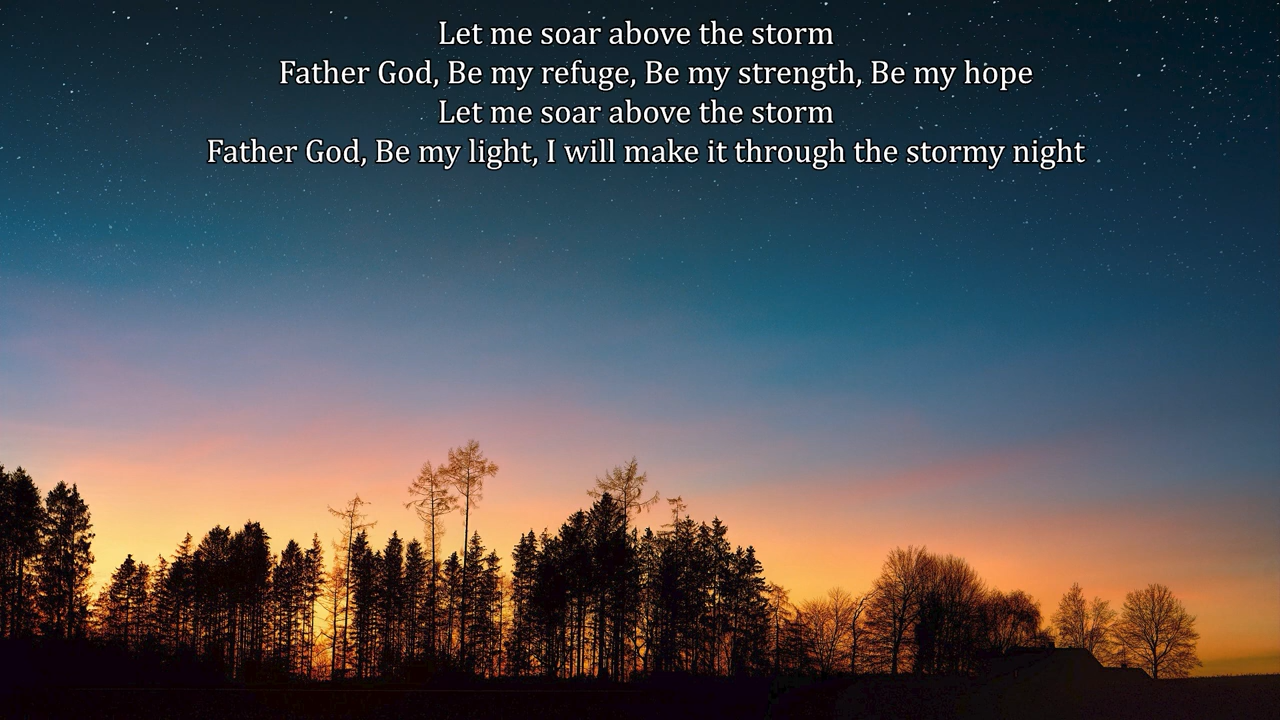 Let me soar above the storm
Father God, Be my refuge, Be my strength, Be my hope
Let me soar above the storm
Father God, Be my light, I will make it through the stormy night